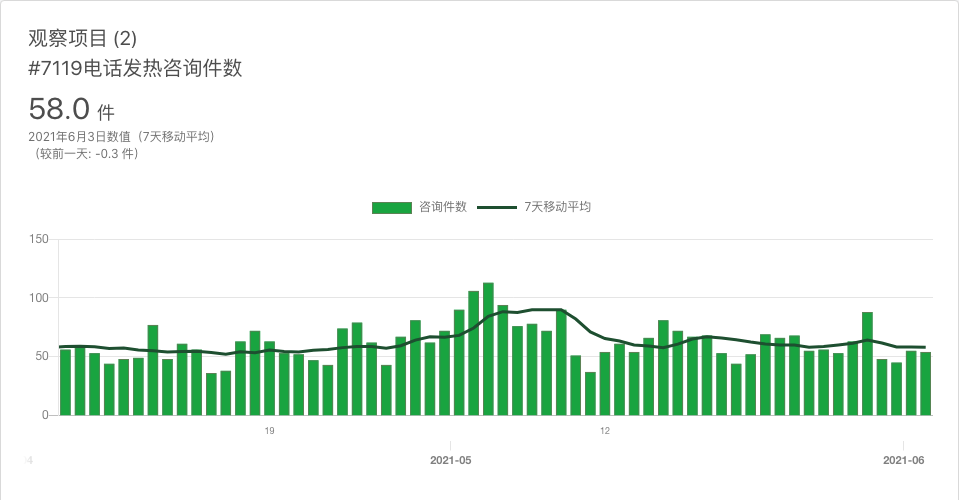 观察项目 (2)
#7119电话发热咨询件数
58.0 件
2021年6月3日数值（7天移动平均）
（较前一天: -0.3 件）
咨询件数 7天移动平均
150
100
50
0
19 12
4 2021-05 2021-06